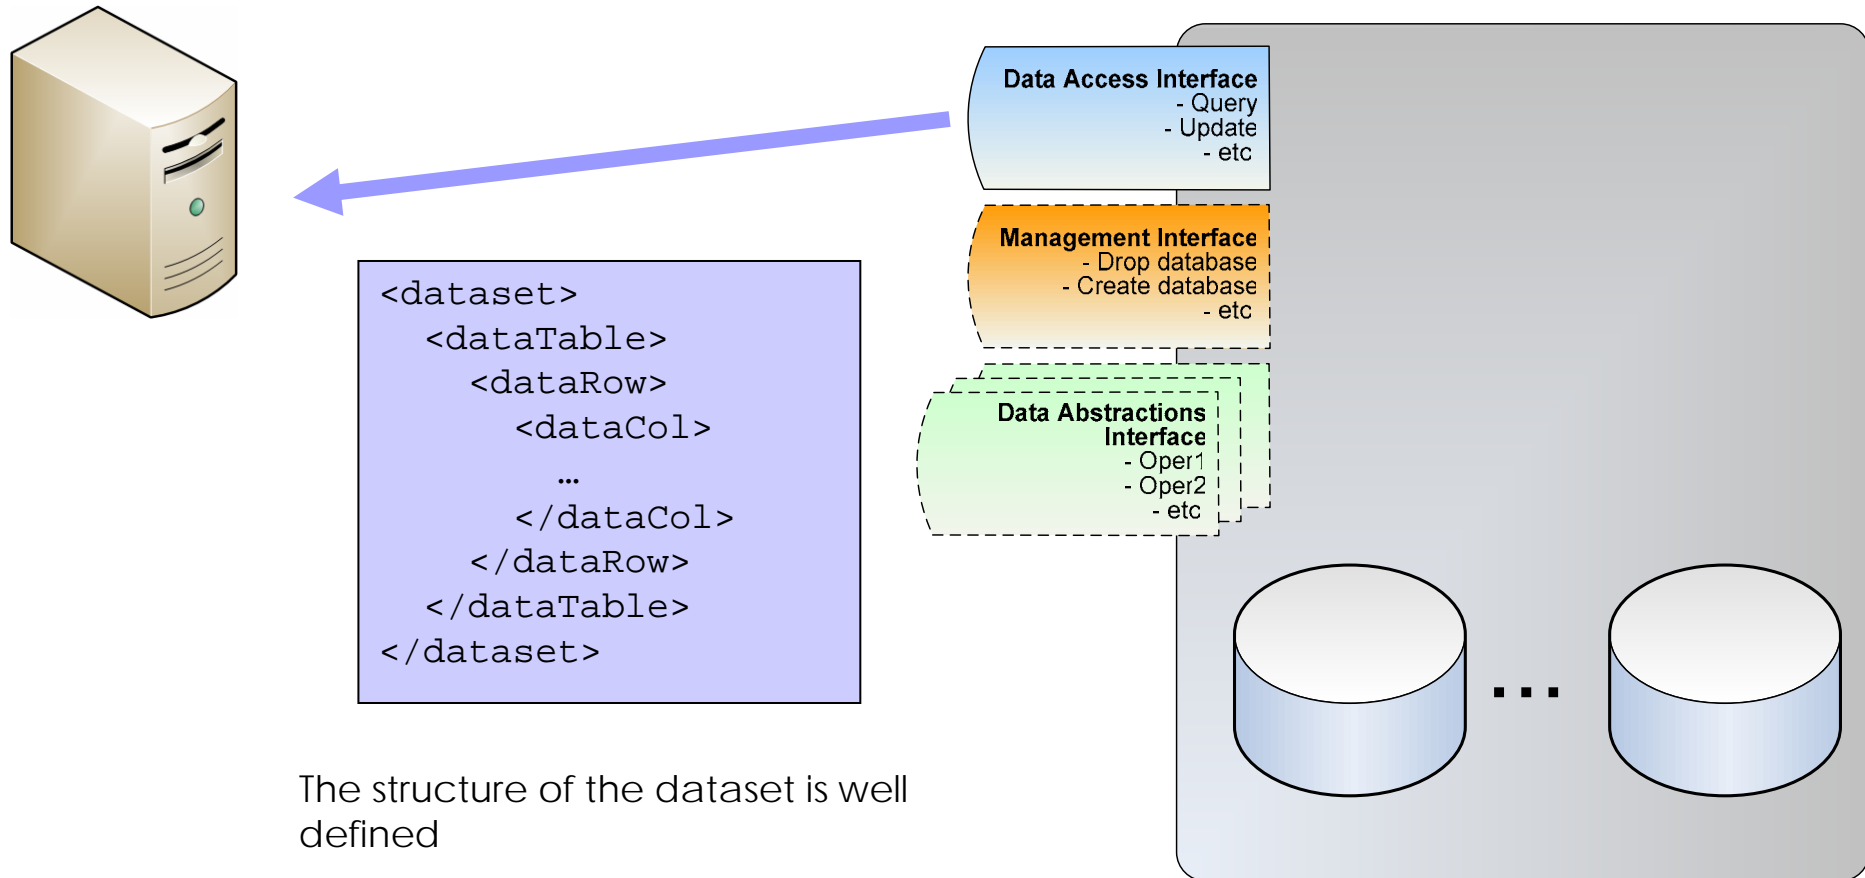 Data Access Interface
- Query
- Update
- etc
Management Interface
- Drop database
- Create database
- etc
Data Abstractions
Interface
- Oper1
- Oper2
- etc
<dataset>
<dataTable>
<dataRow>
<dataCol>
…
</dataCol>
</dataRow>
</dataTable>
</dataset>
...
The structure of the dataset is well
defined